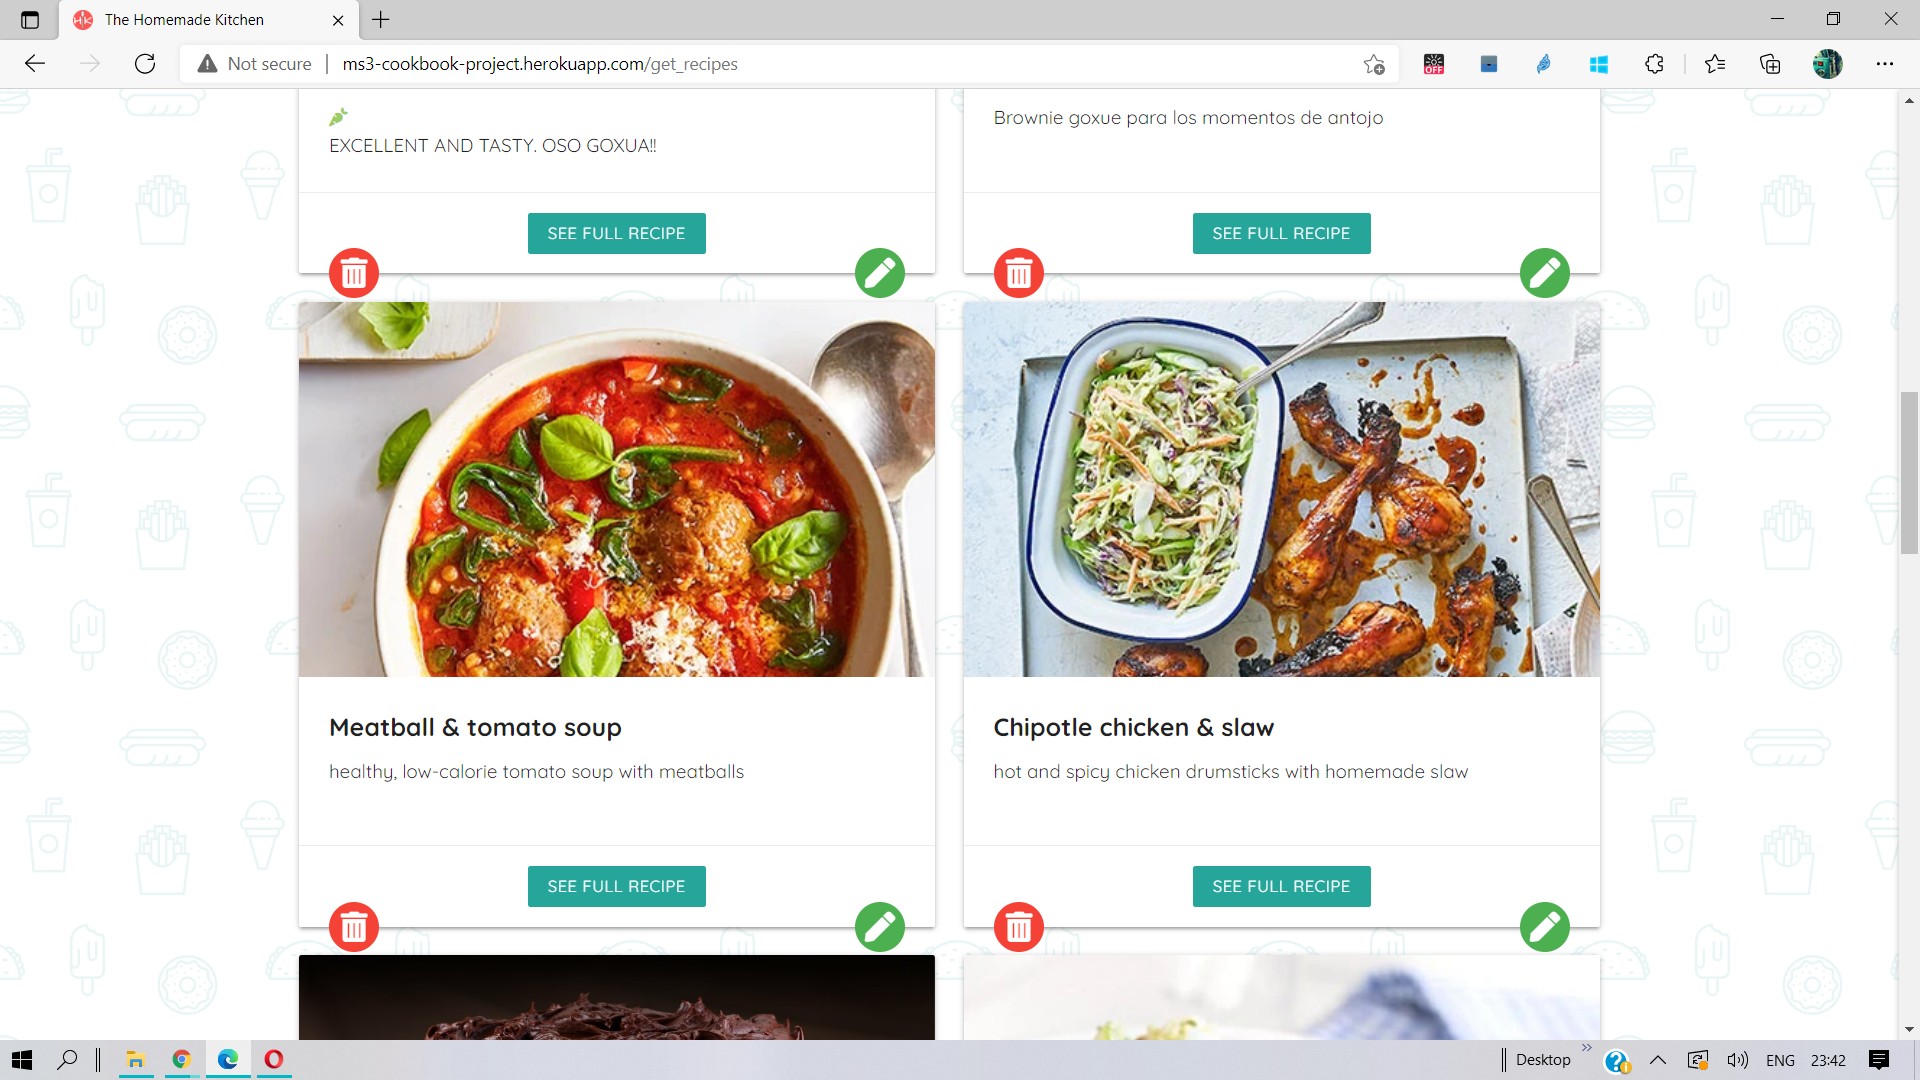 The Homemade Kitchen
Not secure
ms3-cookbook-project.herokuapp.com/get_recipes
OFF
EXCELLENT AND TASTY. OSO GOXUA!!
SEE FULL RECIPE
Brownie goxue para los momentos de antojo
SEE FULL RECIPE
Meatball & tomato soup
healthy, low-calorie tomato soup with meatballs
SEE FULL RECIPE
Chipotle chicken & slaw
hot and spicy chicken drumsticks with homemade slaw
SEE FULL RECIPE
Desktop
ENG
23:42